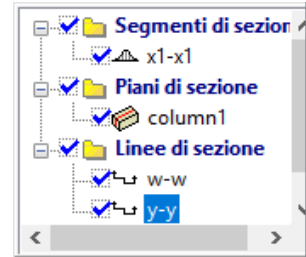 Segmenti di sezion
x1-x1
Piani di sezione
column1
Linee di sezione
w-w
y-y